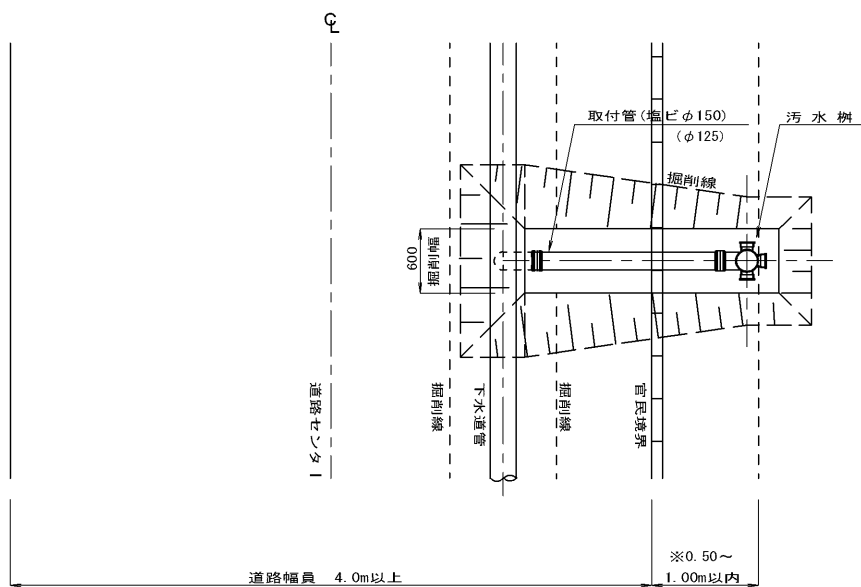 ℄
取付管(塩ビφ150)
(φ125)
汚水桝
掘削線
600
掘削幅
道路センター
掘削線
下水道管
掘削線
官民境界
※0.50～
1.00m以内
道路幅員 4.0m以上